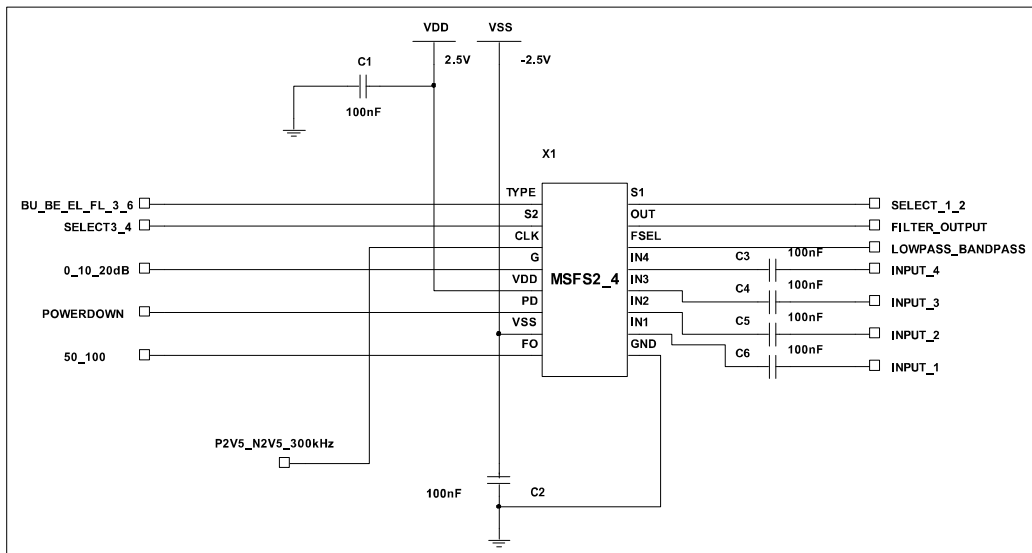 VDD VSS
2.5V -2.5V
C1
100nF
X1
TYPE S1
BU_BE_EL_FL_3_6 SELECT_1_2
S2 OUT
SELECT3_4 FILTER_OUTPUT
CLK FSEL
LOWPASS_BANDPASS
G IN4 C3 100nF
0_10_20dB INPUT_4
VDD MSFS2_4 IN3 C4 100nF
PD IN2 INPUT_3
POWERDOWN
VSS IN1 C5 100nF
INPUT_2
FO GND C6 100nF
50_100
INPUT_1
P2V5_N2V5_300kHz
100nF C2